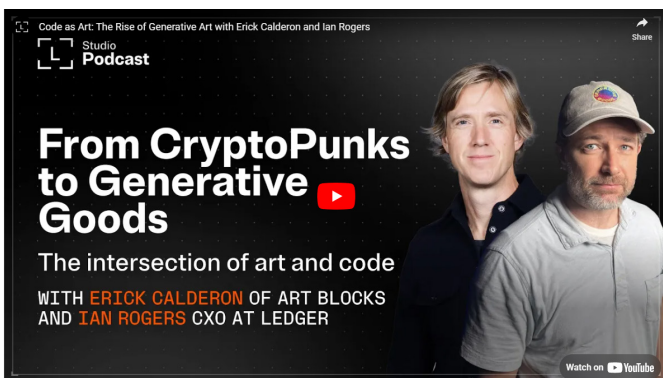 Code as Art: The Rise of Generative Art with Erick Calderon and Ian Rogers
Share
L Studio
Podcast
From CryptoPunks
to Generative
Goods
The intersection of art and code
WITH ERICK CALDERON OF ART BLOCKS
AND IAN ROGERS CXO AT LEDGER
Watch on YouTube